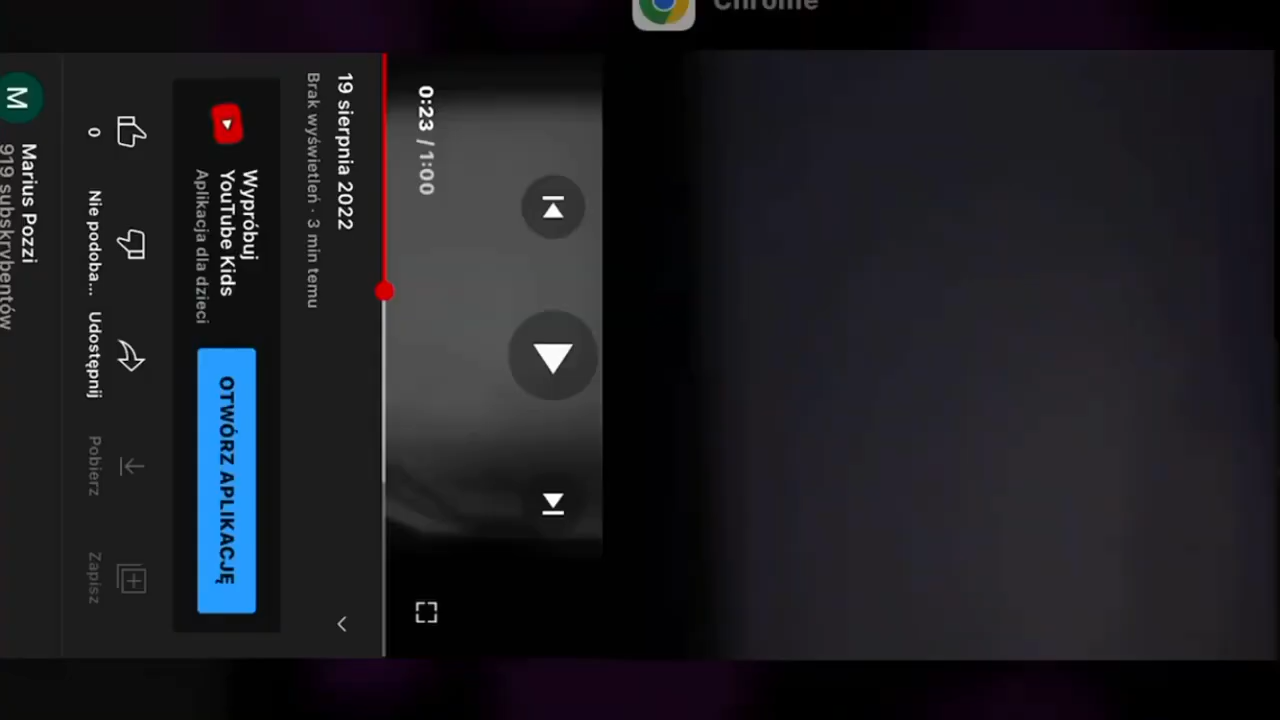 Chrome
0:23 / 1:00
19 sierpnia 2022
Brak wyświetleń · 3 min temu
Wypróbuj
YouTube Kids
Aplikacja dla dzieci
OTWÓRZ APLIKACJĘ
0
Nie podoba...
Udostępnij
Pobierz
Zapisz
M
Marius Pozzi
919 subskrybentów